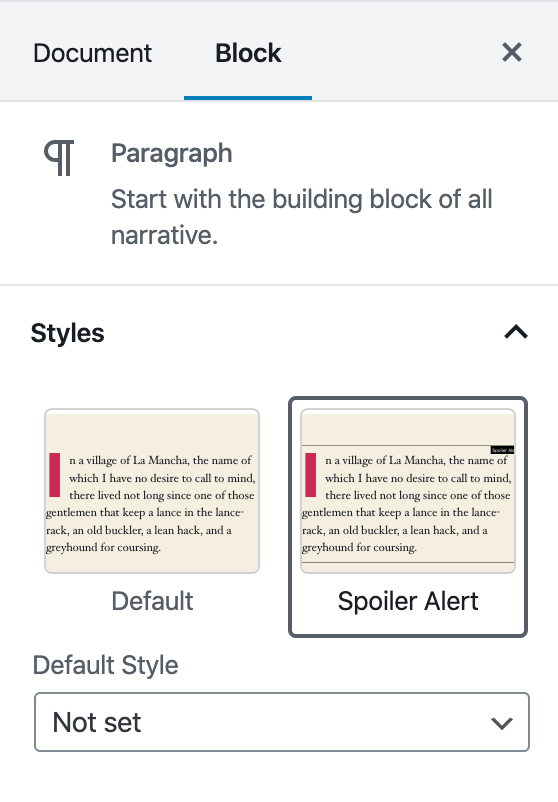 Document Block
Paragraph
Start with the building block of all
narrative.
Styles
In a village of La Mancha, the name of
which I have no desire to call to mind,
there lived not long since one of those
gentlemen that keep a lance in the lance-
rack, an old buckler, a lean hack, and a
greyhound for coursing.
Default
Spoiler Al
In a village of La Mancha, the name of
which I have no desire to call to mind,
there lived not long since one of those
gentlemen that keep a lance in the lance-
rack, an old buckler, a lean hack, and a
greyhound for coursing.
Spoiler Alert
Default Style
Not set